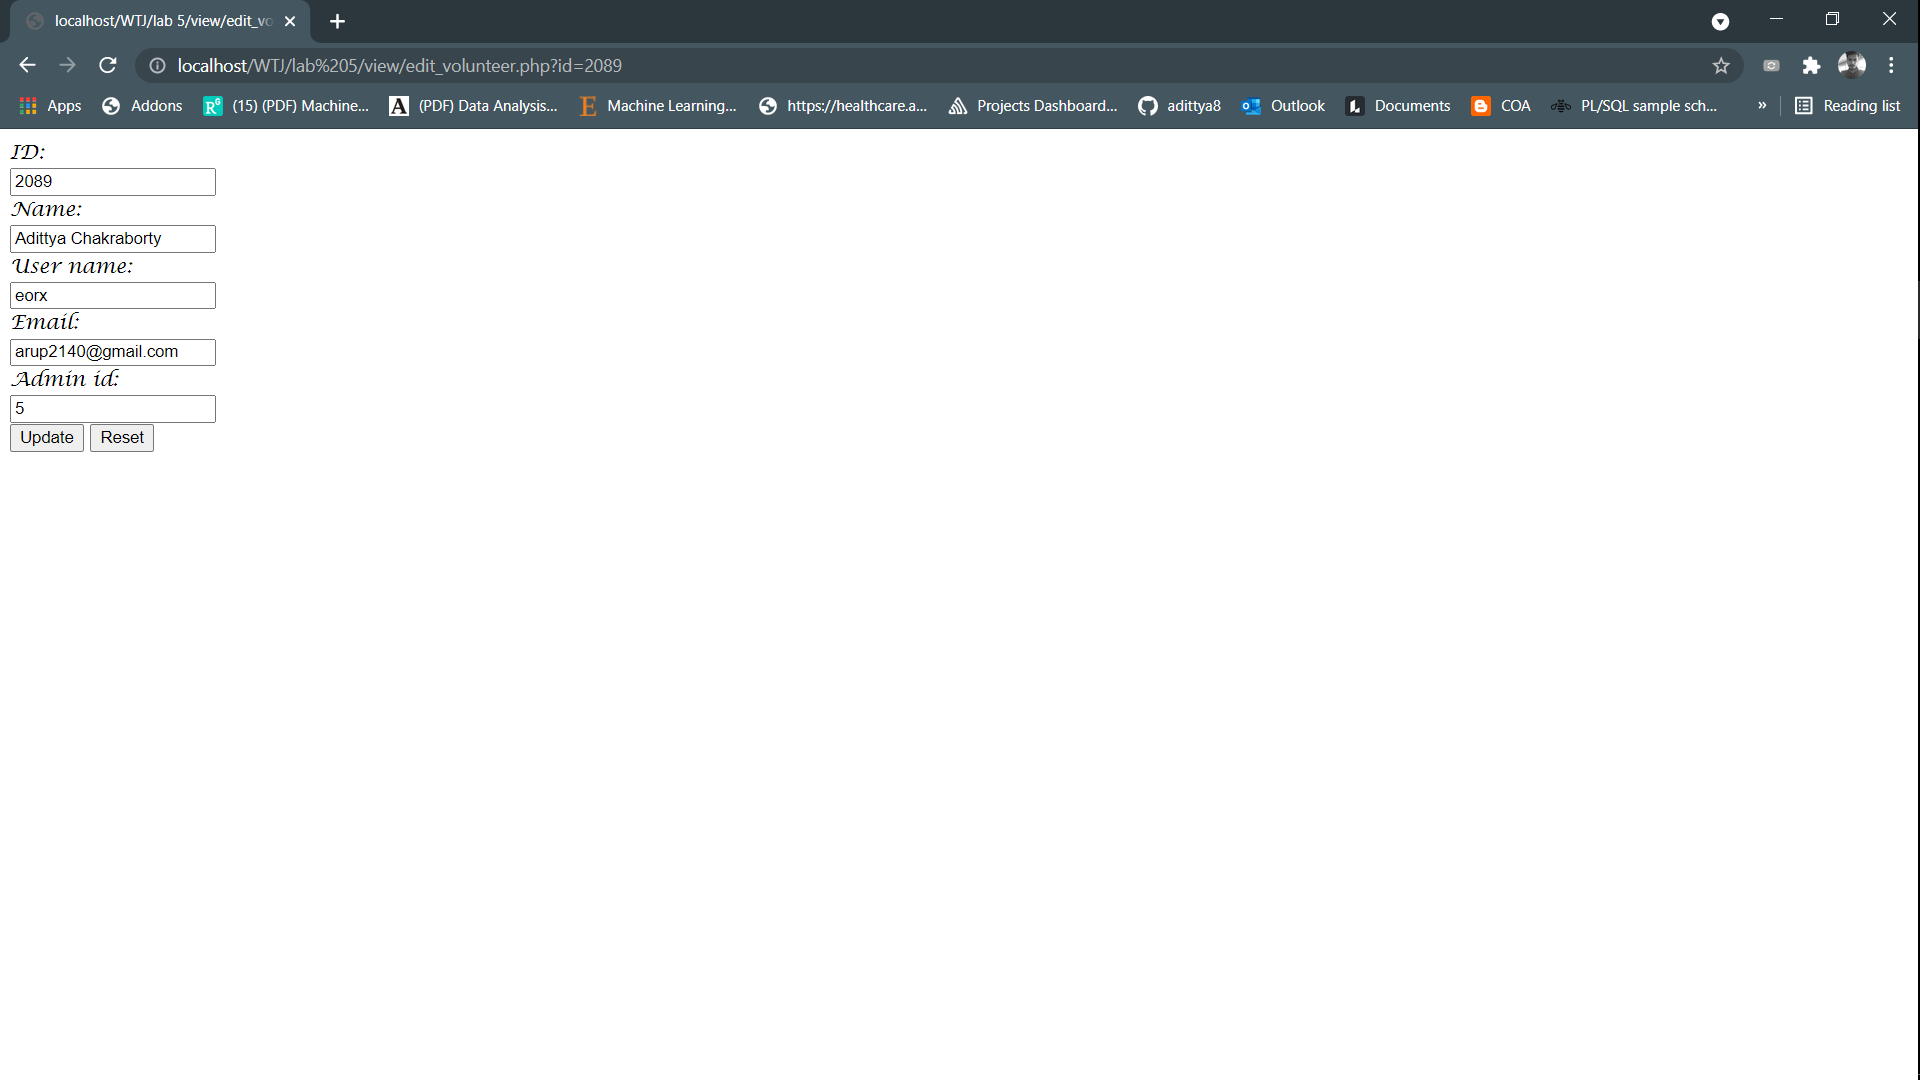 localhost/WTJ/lab 5/view/edit_vo
localhost/WTJ/lab%205/view/edit_volunteer.php?id=2089
Apps Addons (15) (PDF) Machine... (PDF) Data Analysis... Machine Learning... https://healthcare.a... Projects Dashboard... adittya8 Outlook Documents COA PL/SQL sample sch... » Reading list
ID:
2089
Name:
Adittya Chakraborty
User name:
eorx
Email:
arup2140@gmail.com
Admin id:
5
Update Reset